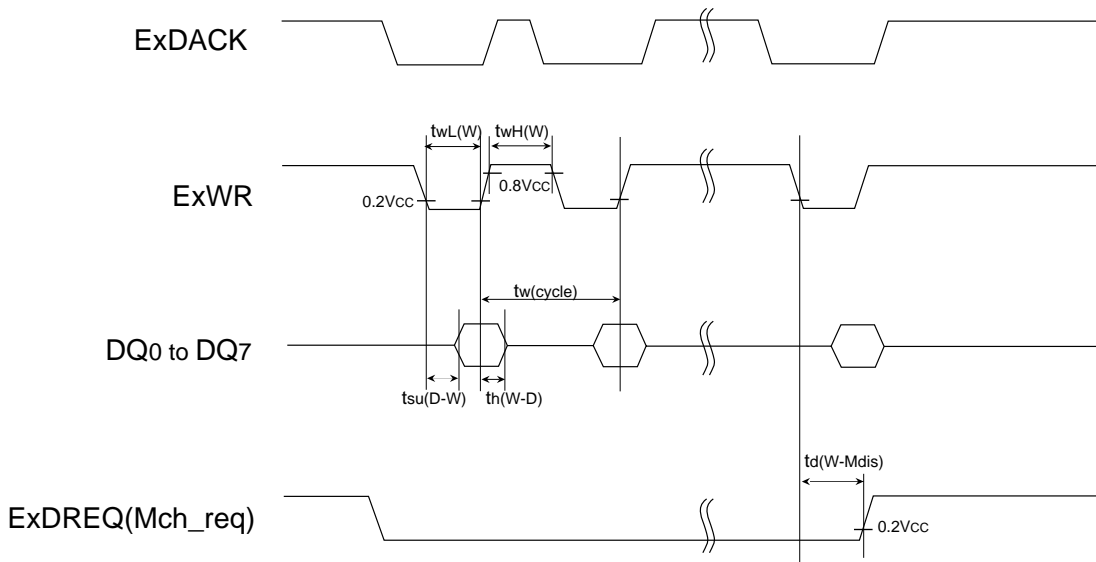 ExDACK
twL(W)
twH(W)
ExWR
0.2VCC
0.8VCC
tw(cycle)
DQ0 to DQ7
tsu(D-W)
th(W-D)
td(W-Mdis)
ExDREQ(Mch_req)
0.2VCC